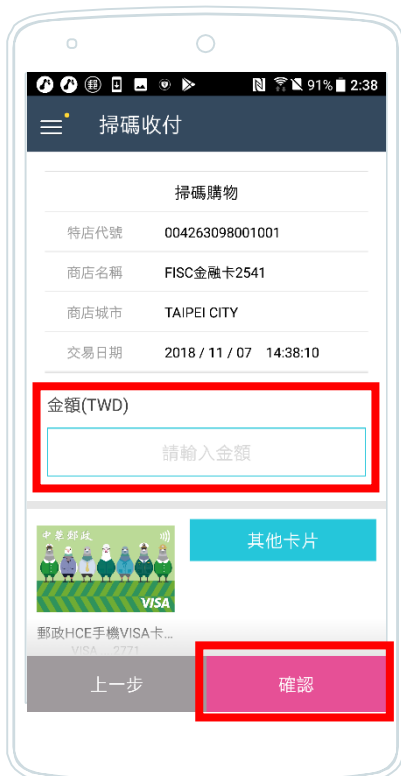 91% 2:38
掃碼收付
掃碼購物
特店代號 004263098001001
商店名稱 FISC金融卡2541
商店城市 TAIPEI CITY
交易日期 2018 / 11 / 07 14:38:10
金額(TWD)
請輸入金額
中華郵政
VISA
其他卡片
郵政HCE手機VISA卡...
VISA ...2771
上一步
確認